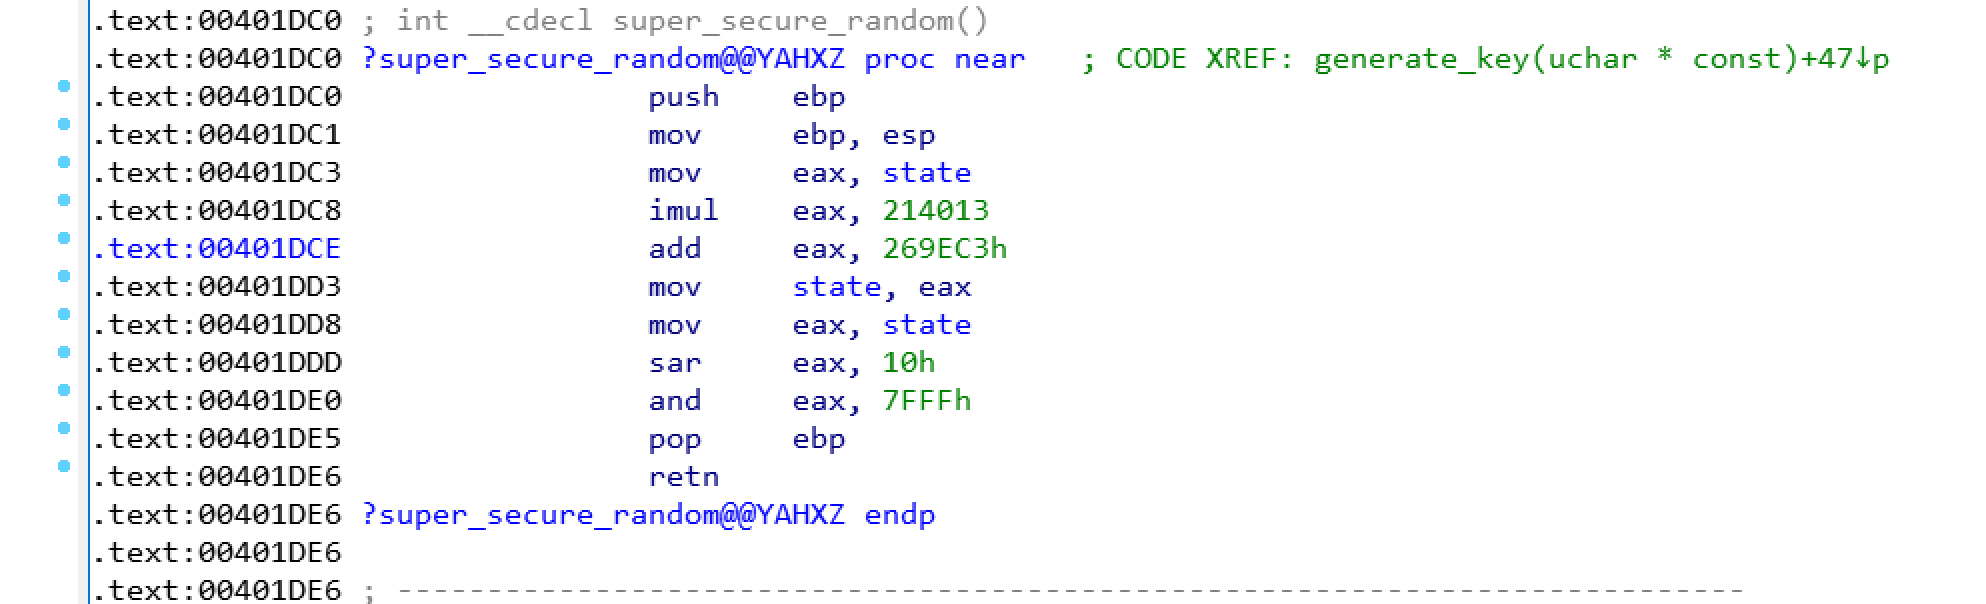 .text:00401DC0 ; int __cdecl super_secure_random()
.text:00401DC0 ?super_secure_random@@YAHXZ proc near   ; CODE XREF: generate_key(uchar * const)+47↓p
.text:00401DC0                 push    ebp
.text:00401DC1                 mov     ebp, esp
.text:00401DC3                 mov     eax, state
.text:00401DC8                 imul    eax, 214013
.text:00401DCE                 add     eax, 269EC3h
.text:00401DD3                 mov     state, eax
.text:00401DD8                 mov     eax, state
.text:00401DDD                 sar     eax, 10h
.text:00401DE0                 and     eax, 7FFFh
.text:00401DE5                 pop     ebp
.text:00401DE6                 retn
.text:00401DE6 ?super_secure_random@@YAHXZ endp
.text:00401DE6
.text:00401DE6 ; ---------------------------------------------------------------------------